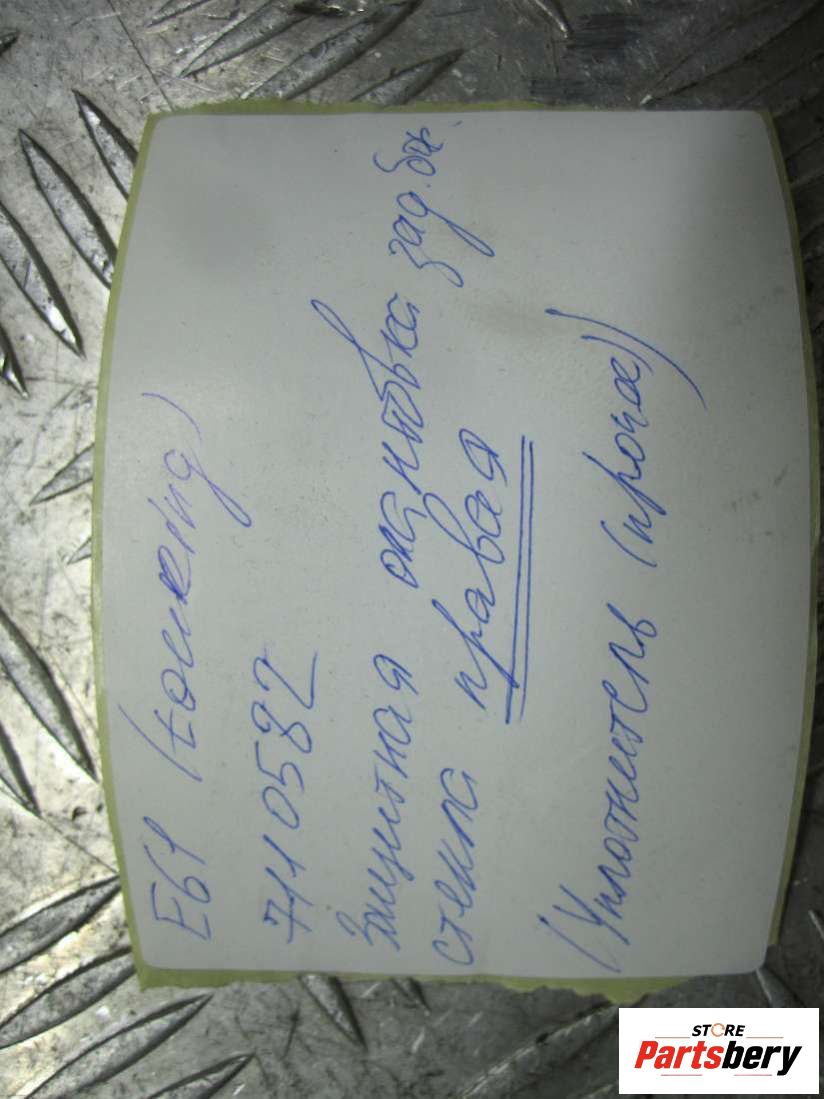 E61 (touring)
7110582
Защитная окантовка зад. бок.
стекла правая
(Уплотнитель (прочее))
STORE
Partsbery